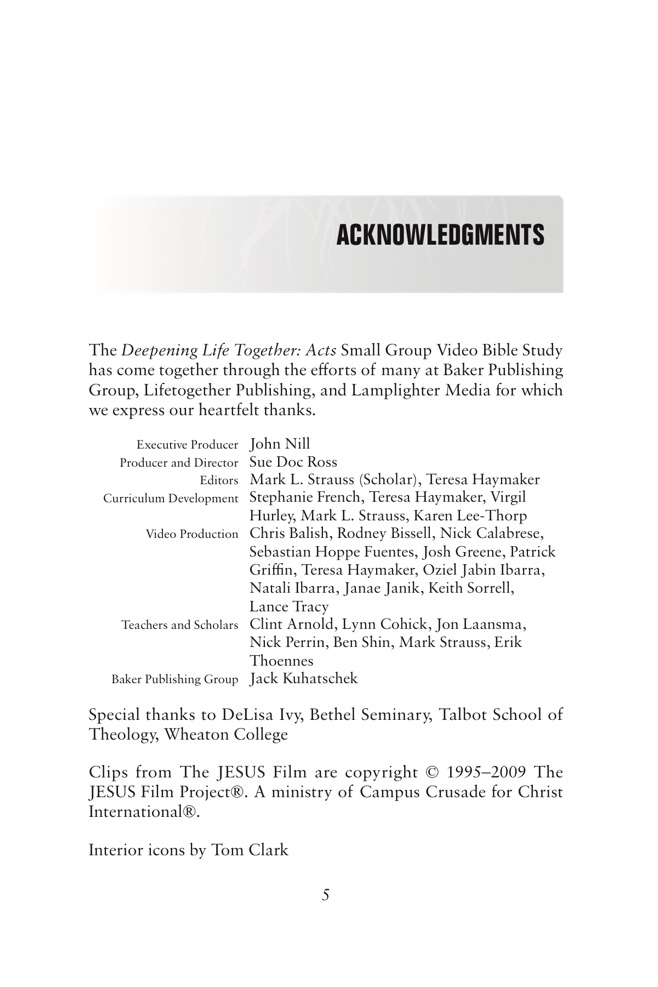 ACKNOWLEDGMENTS
The Deepening Life Together: Acts Small Group Video Bible Study
has come together through the efforts of many at Baker Publishing
Group, Lifetogether Publishing, and Lamplighter Media for which
we express our heartfelt thanks.
Executive Producer John Nill
Producer and Director Sue Doc Ross
Editors Mark L. Strauss (Scholar), Teresa Haymaker
Curriculum Development Stephanie French, Teresa Haymaker, Virgil
Hurley, Mark L. Strauss, Karen Lee-Thorp
Video Production Chris Balish, Rodney Bissell, Nick Calabrese,
Sebastian Hoppe Fuentes, Josh Greene, Patrick
Griffin, Teresa Haymaker, Oziel Jabin Ibarra,
Natali Ibarra, Janae Janik, Keith Sorrell,
Lance Tracy
Teachers and Scholars Clint Arnold, Lynn Cohick, Jon Laansma,
Nick Perrin, Ben Shin, Mark Strauss, Erik
Thoennes
Baker Publishing Group Jack Kuhatschek
Special thanks to DeLisa Ivy, Bethel Seminary, Talbot School of
Theology, Wheaton College
Clips from The JESUS Film are copyright © 1995–2009 The
JESUS Film Project®. A ministry of Campus Crusade for Christ
International®.
Interior icons by Tom Clark
5